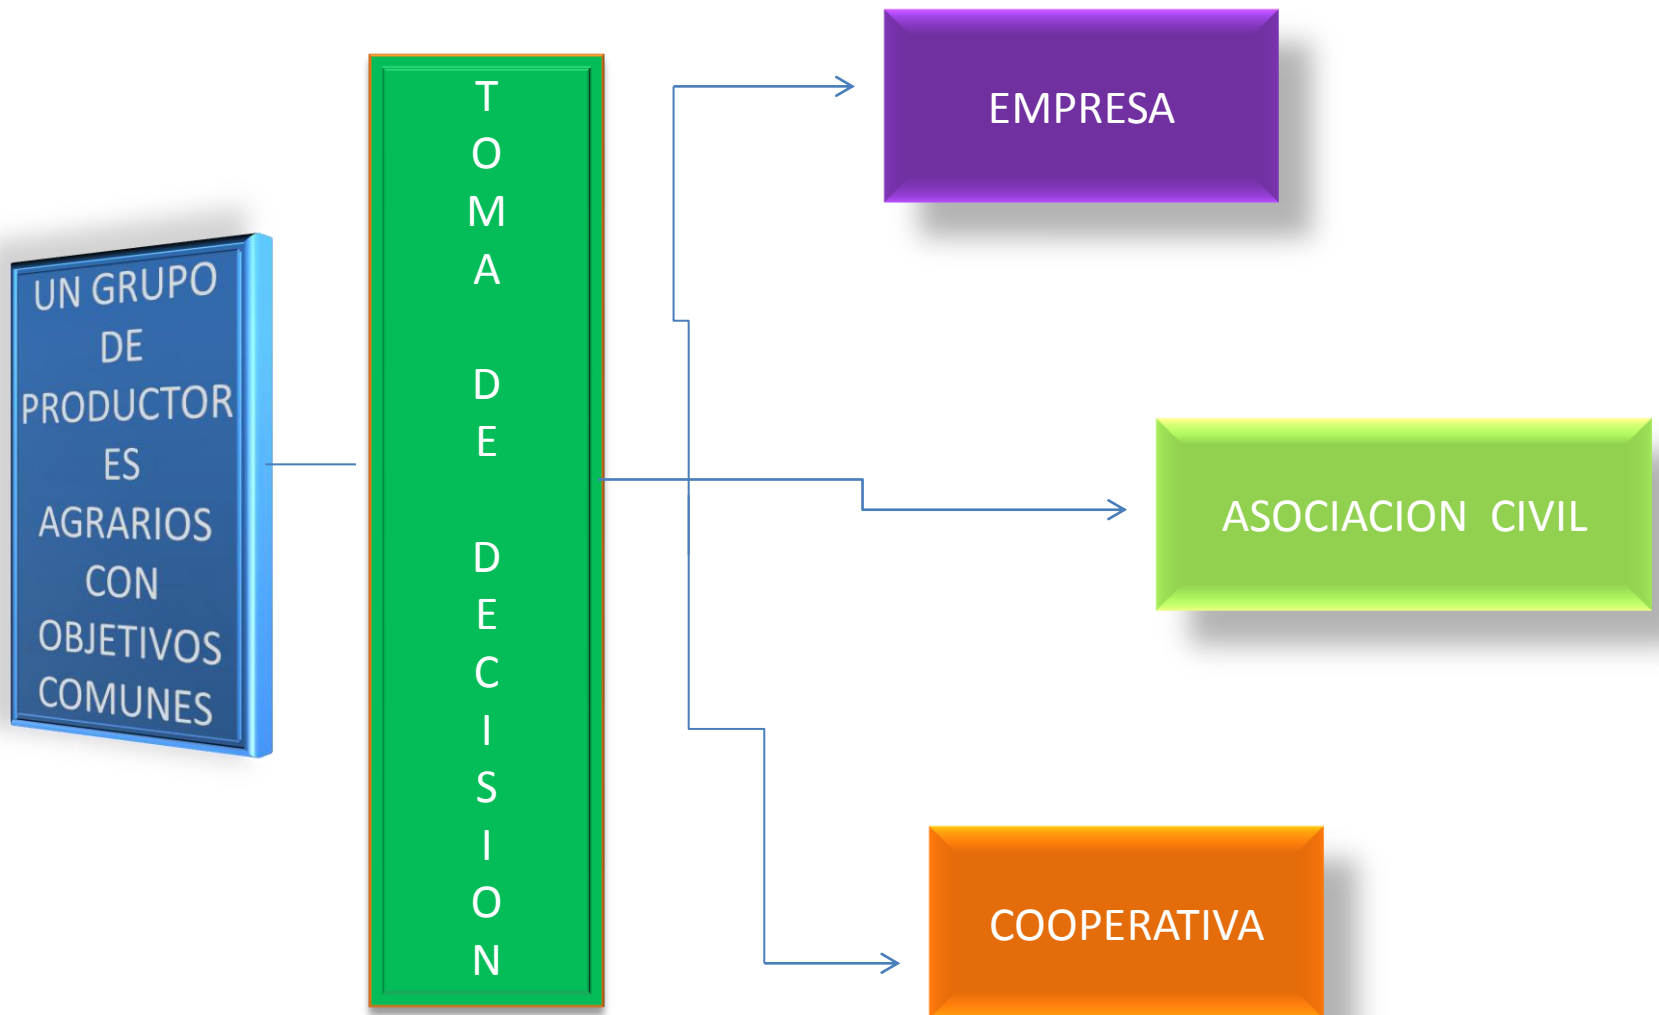 UN GRUPO
DE
PRODUCTOR
ES
AGRARIOS
CON
OBJETIVOS
COMUNES
T
O
M
A
D
E
D
E
C
I
S
I
O
N
EMPRESA
ASOCIACION CIVIL
COOPERATIVA